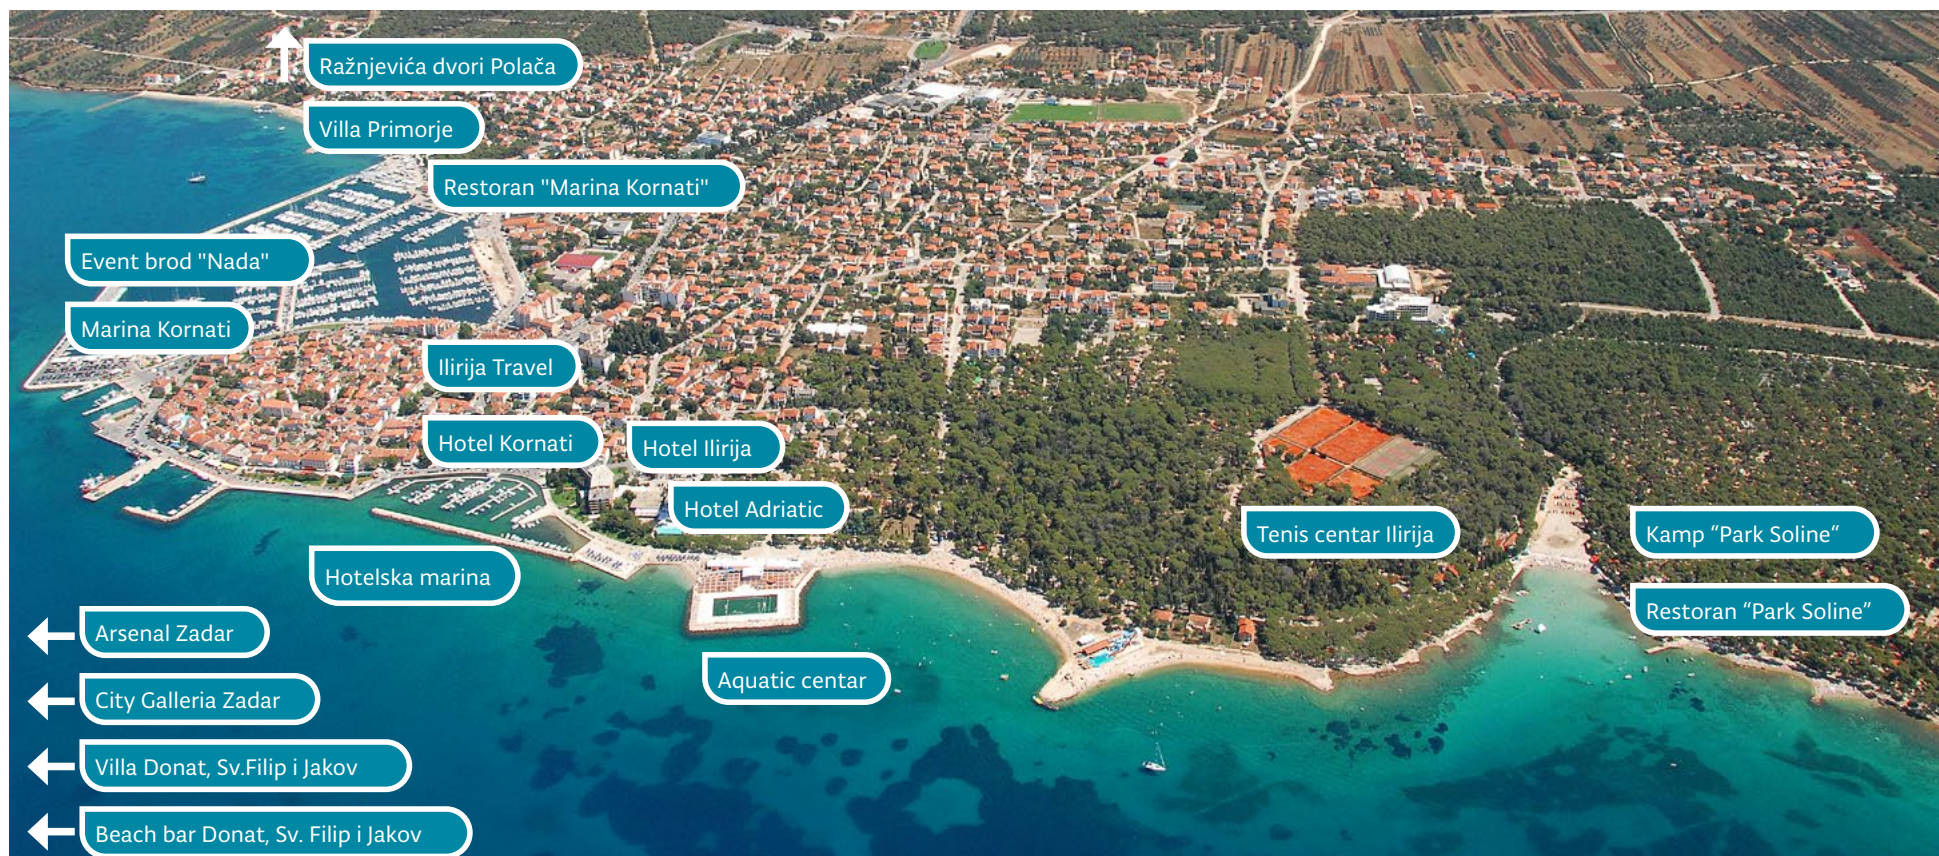 Ražnjevića dvori Polača
Villa Primorje
Restoran "Marina Kornati"
Event brod "Nada"
Marina Kornati
Ilirija Travel
Hotel Kornati
Hotel Ilirija
Hotel Adriatic
Tenis centar Ilirija
Kamp “Park Soline“
Hotelska marina
Restoran “Park Soline”
Arsenal Zadar
Aquatic centar
City Galleria Zadar
Villa Donat, Sv.Filip i Jakov
Beach bar Donat, Sv. Filip i Jakov